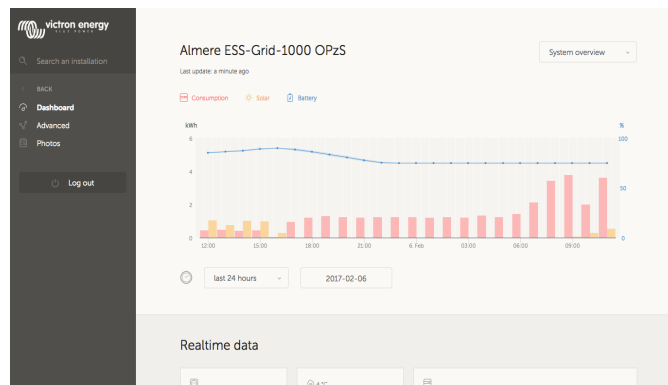 victron energy
BLUE POWER
Search an installation
BACK
Dashboard
Advanced
Photos
Log out
Almere ESS-Grid-1000 OPzS
System overview
Last update: a minute ago
Consumption
Solar
Battery
kWh
%
6
4
2
0
100
50
0
12:00
15:00
18:00
21:00
6. Feb
03:00
06:00
09:00
last 24 hours
2017-02-06
Realtime data
4 °C